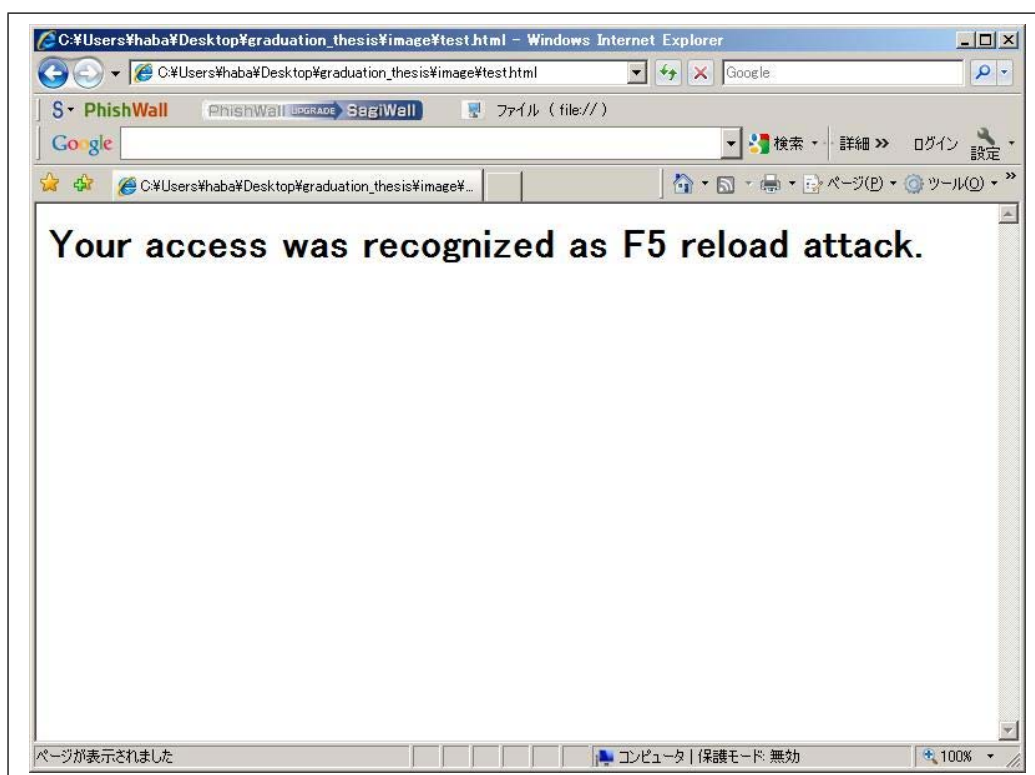 C:¥Users¥haba¥Desktop¥graduation_thesis¥image¥test.html - Windows Internet Explorer
C:¥Users¥haba¥Desktop¥graduation_thesis¥image¥test.html Google
S PhishWall PhishWall UPGRADE SagiWall ファイル ( file:// )
Google 検索 詳細 >> ログイン 設定
C:¥Users¥haba¥Desktop¥graduation_thesis¥image¥... ページ(P) ツール(O) >>
Your access was recognized as F5 reload attack.
ページが表示されました コンピュータ | 保護モード: 無効 100%